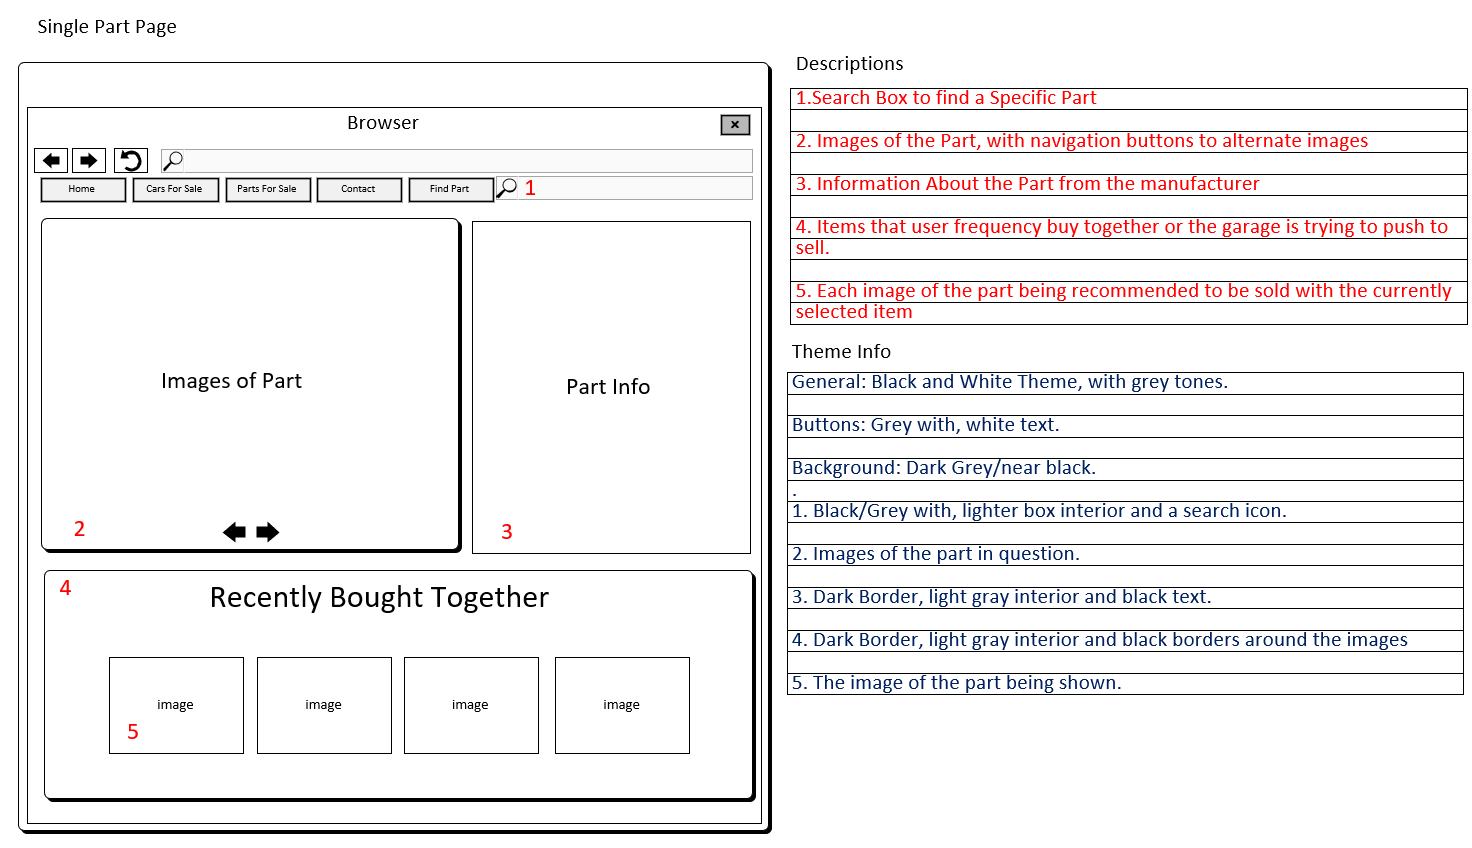 Single Part Page
Browser
Home
Cars For Sale
Parts For Sale
Contact
Find Part
1
Images of Part
2
Part Info
3
4
Recently Bought Together
image
image
image
image
5
Descriptions
1.Search Box to find a Specific Part
2. Images of the Part, with navigation buttons to alternate images
3. Information About the Part from the manufacturer
4. Items that user frequency buy together or the garage is trying to push to
sell.
5. Each image of the part being recommended to be sold with the currently
selected item
Theme Info
General: Black and White Theme, with grey tones.
Buttons: Grey with, white text.
Background: Dark Grey/near black.
.
1. Black/Grey with, lighter box interior and a search icon.
2. Images of the part in question.
3. Dark Border, light gray interior and black text.
4. Dark Border, light gray interior and black borders around the images
5. The image of the part being shown.